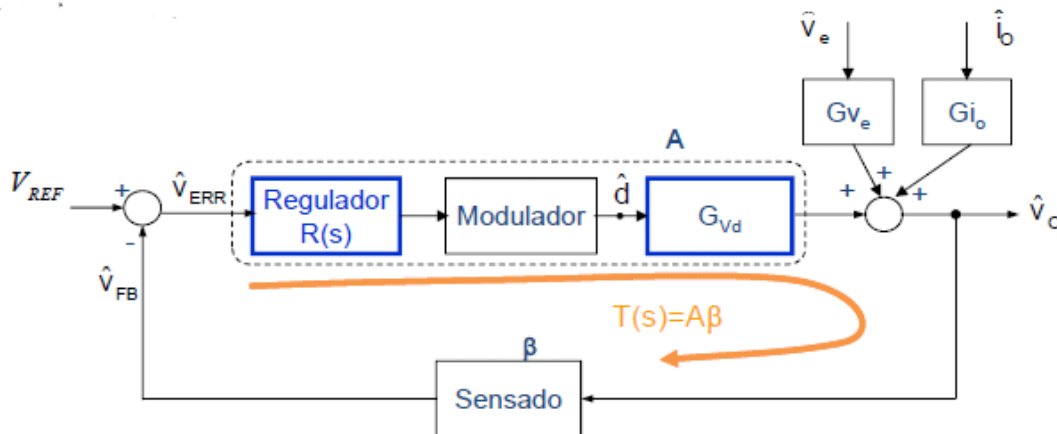 v̂e
îO
Gve
Gio
A
VREF
+
v̂ERR
Regulador
R(s)
Modulador
d̂
GVd
+
+
+
v̂O
-
v̂FB
T(s)=Aβ
β
Sensado